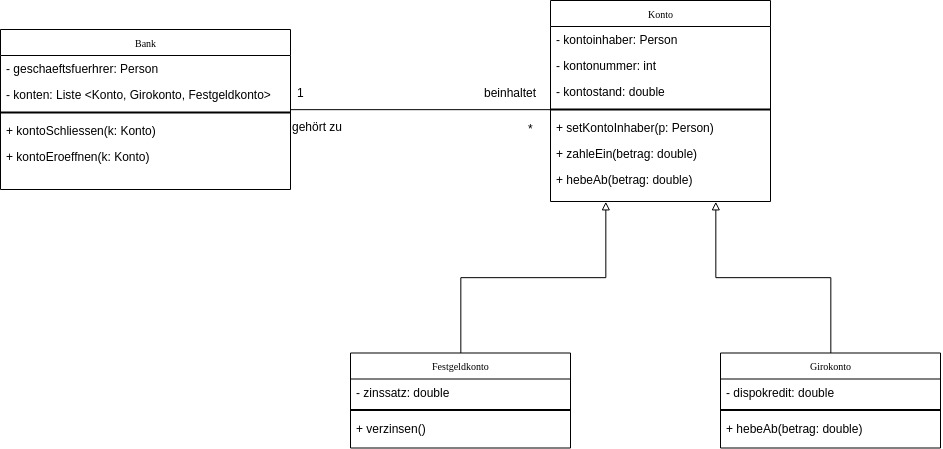 Bank
- geschaeftsfuerhrer: Person
- konten: Liste <Konto, Girokonto, Festgeldkonto>
+ kontoSchliessen(k: Konto)
+ kontoEroeffnen(k: Konto)
1
gehört zu
beinhaltet
*
Konto
- kontoinhaber: Person
- kontonummer: int
- kontostand: double
+ setKontoInhaber(p: Person)
+ zahleEin(betrag: double)
+ hebeAb(betrag: double)
Festgeldkonto
- zinssatz: double
+ verzinsen()
Girokonto
- dispokredit: double
+ hebeAb(betrag: double)